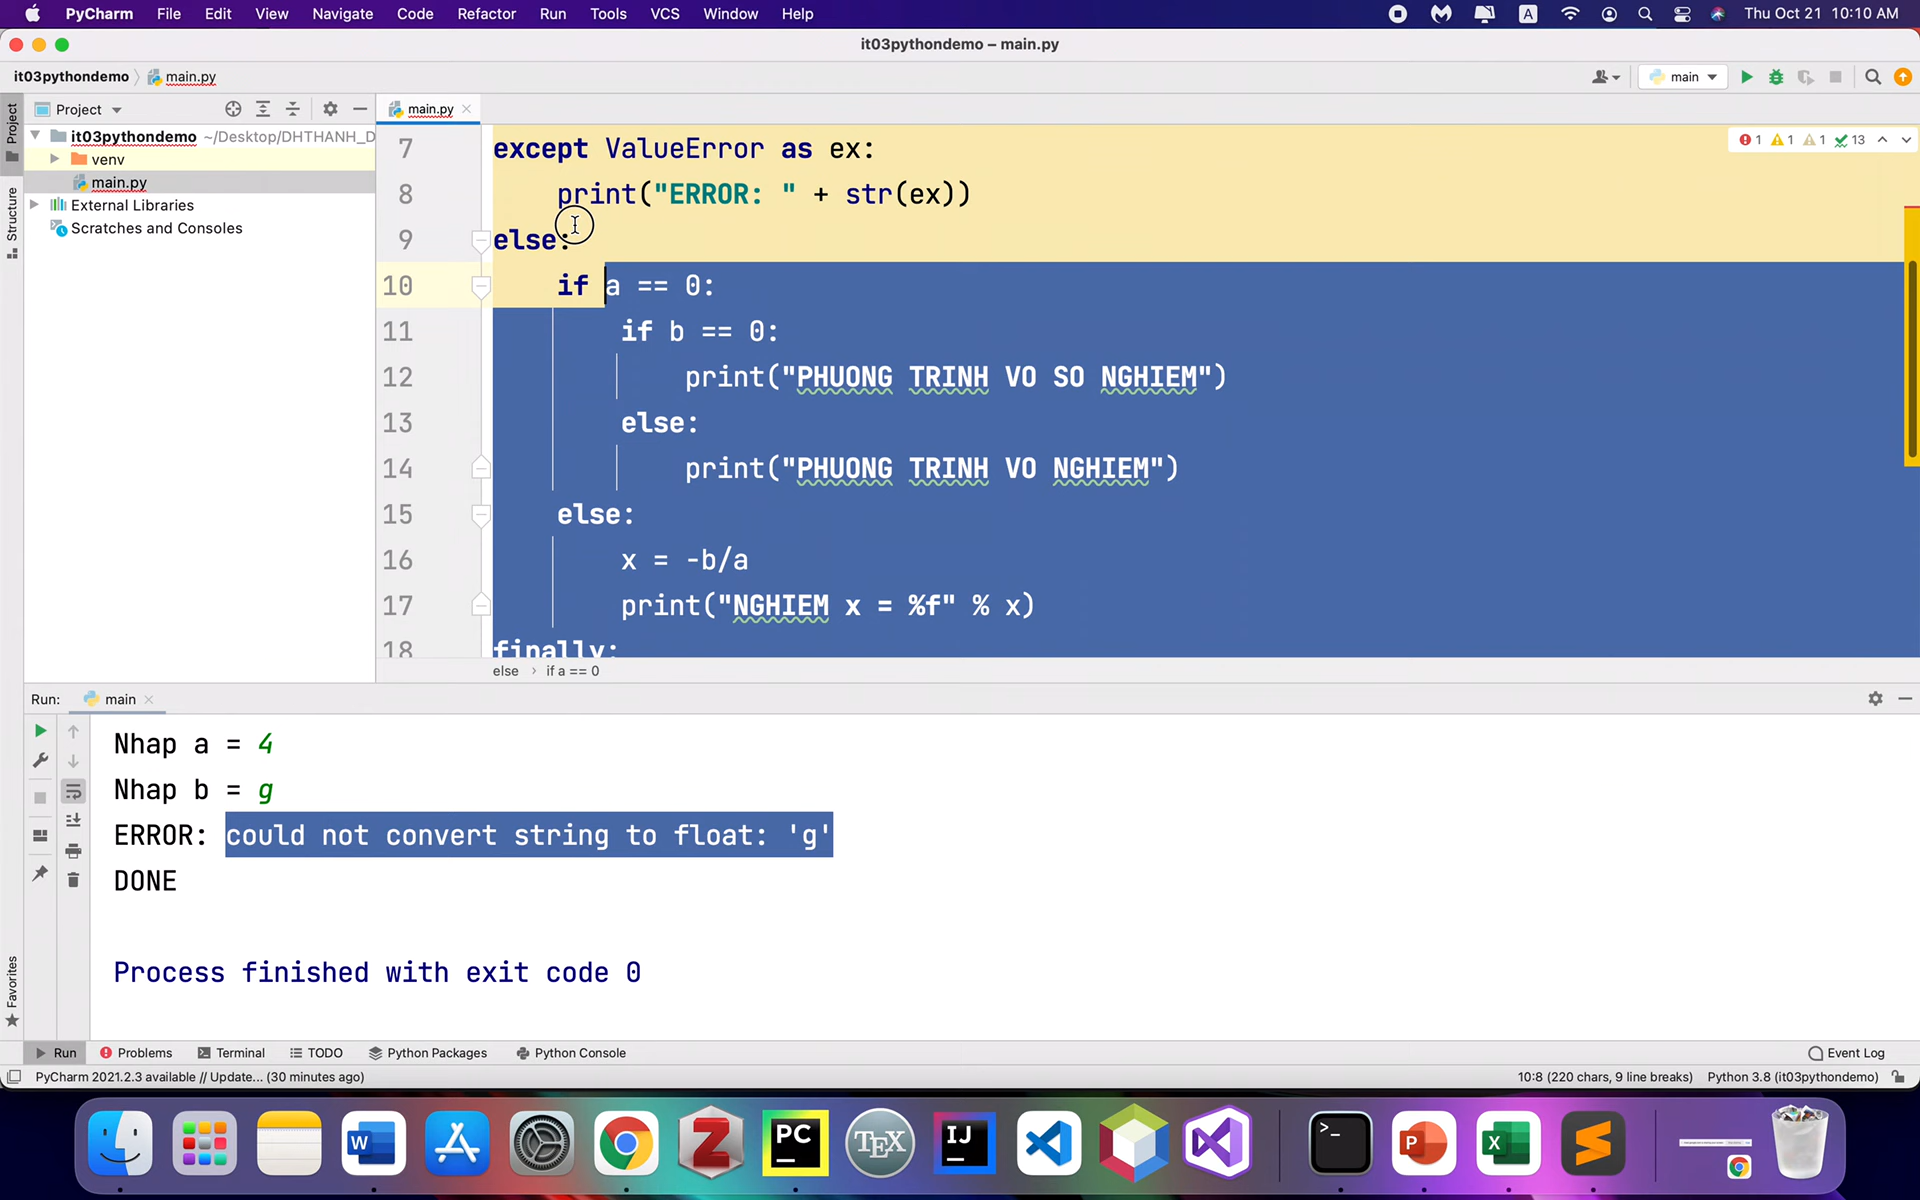 PyCharm File Edit View Navigate Code Refactor Run Tools VCS Window Help A Thu Oct 21 10:10 AM
it03pythondemo – main.py
it03pythondemo main.py main
Project main.py
it03pythondemo ~/Desktop/DHTHANH_D
venv
main.py
External Libraries
Scratches and Consoles
Project
Structure
Favorites
1 1 1 13
7 except ValueError as ex:
8 print("ERROR: " + str(ex))
9 else:
10 if a == 0:
11 if b == 0:
12 print("PHUONG TRINH VO SO NGHIEM")
13 else:
14 print("PHUONG TRINH VO NGHIEM")
15 else:
16 x = -b/a
17 print("NGHIEM x = %f" % x)
18 finally:
else › if a == 0
Run: main
Nhap a = 4
Nhap b = g
ERROR: could not convert string to float: 'g'
DONE
Process finished with exit code 0
Run Problems Terminal TODO Python Packages Python Console Event Log
PyCharm 2021.2.3 available // Update... (30 minutes ago) 10:8 (220 chars, 9 line breaks) Python 3.8 (it03pythondemo)
W Z PC TEX IJ >_ P X S